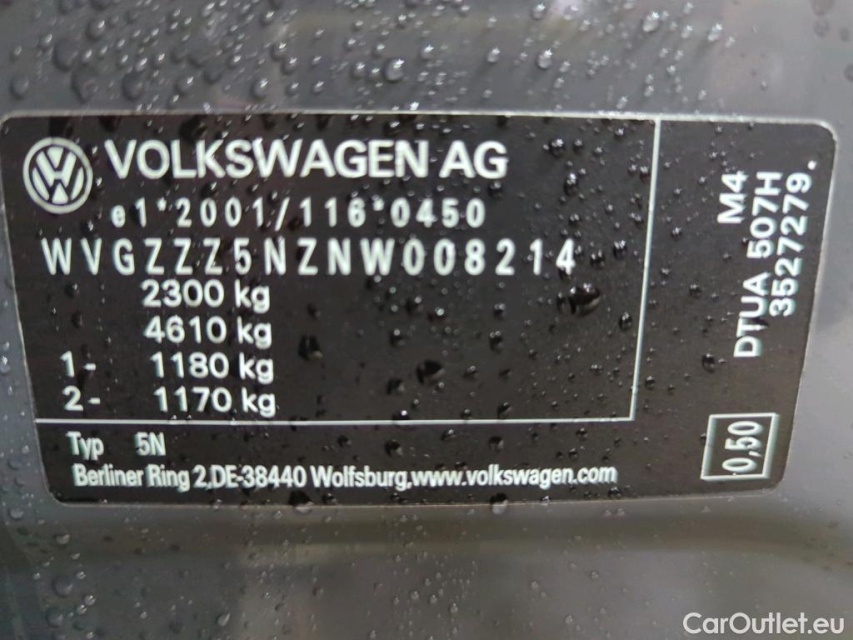 VOLKSWAGEN AG
e1*2001/116*0450
WVGZZZ5NZNW008214
2300 kg
4610 kg
1- 1180 kg
2- 1170 kg
Typ 5N
Berliner Ring 2,DE-38440 Wolfsburg,www.volkswagen.com
M4
DTUA 507H
3527279.
0,50
CarOutlet.eu